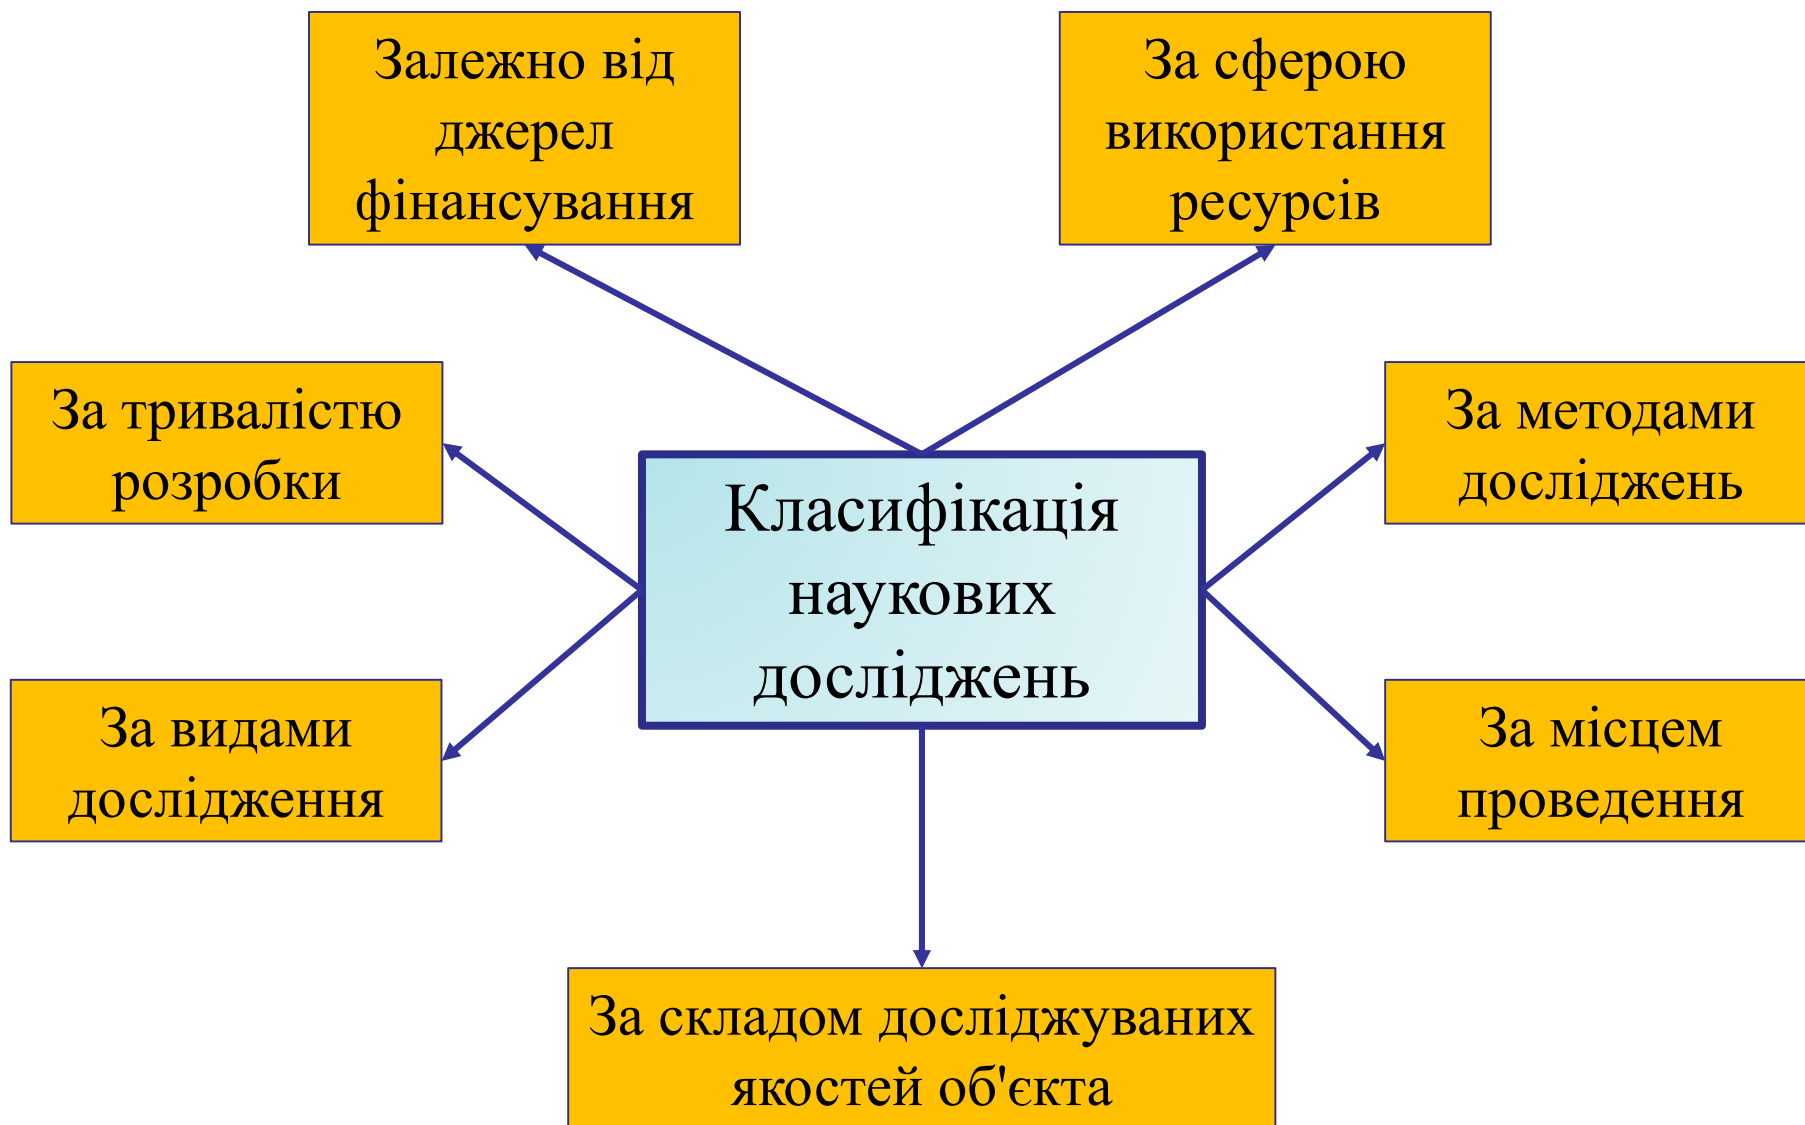 Залежно від
джерел
фінансування
За сферою
використання
ресурсів
За тривалістю
розробки
За методами
досліджень
Класифікація
наукових
досліджень
За видами
дослідження
За місцем
проведення
За складом досліджуваних
якостей об'єкта